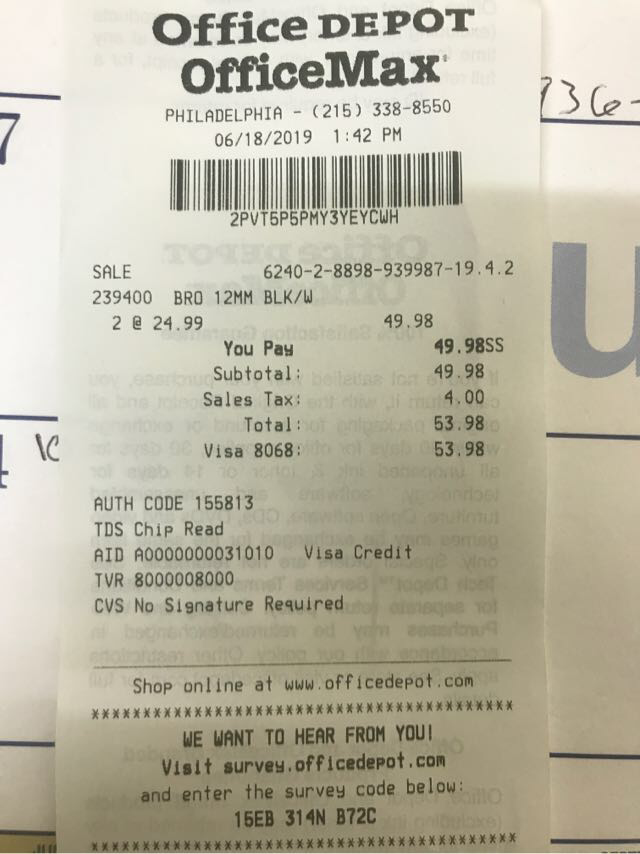 Office DEPOT
OfficeMax
PHILADELPHIA - (215) 338-8550
06/18/2019 1:42 PM
2PVT5P5PMY3YEYCWH
SALE 6240-2-8898-939987-19.4.2
239400 BRO 12MM BLK/W
2 @ 24.99 49.98
You Pay 49.98SS
Subtotal: 49.98
Sales Tax: 4.00
Total: 53.98
Visa 8068: 53.98
AUTH CODE 155813
TDS Chip Read
AID A0000000031010 Visa Credit
TVR 8000008000
CVS No Signature Required
Shop online at www.officedepot.com
****************************************
WE WANT TO HEAR FROM YOU!
Visit survey.officedepot.com
and enter the survey code below:
15EB 314N B72C
****************************************